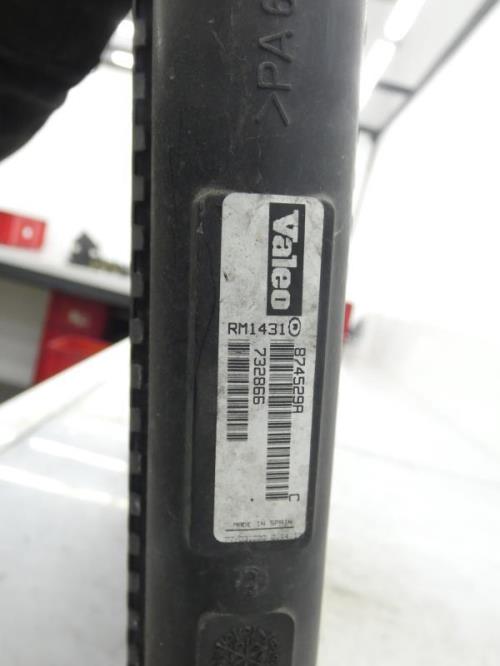 >PA6
Valeo
RM1431
874529A
732866
C
MADE IN SPAIN